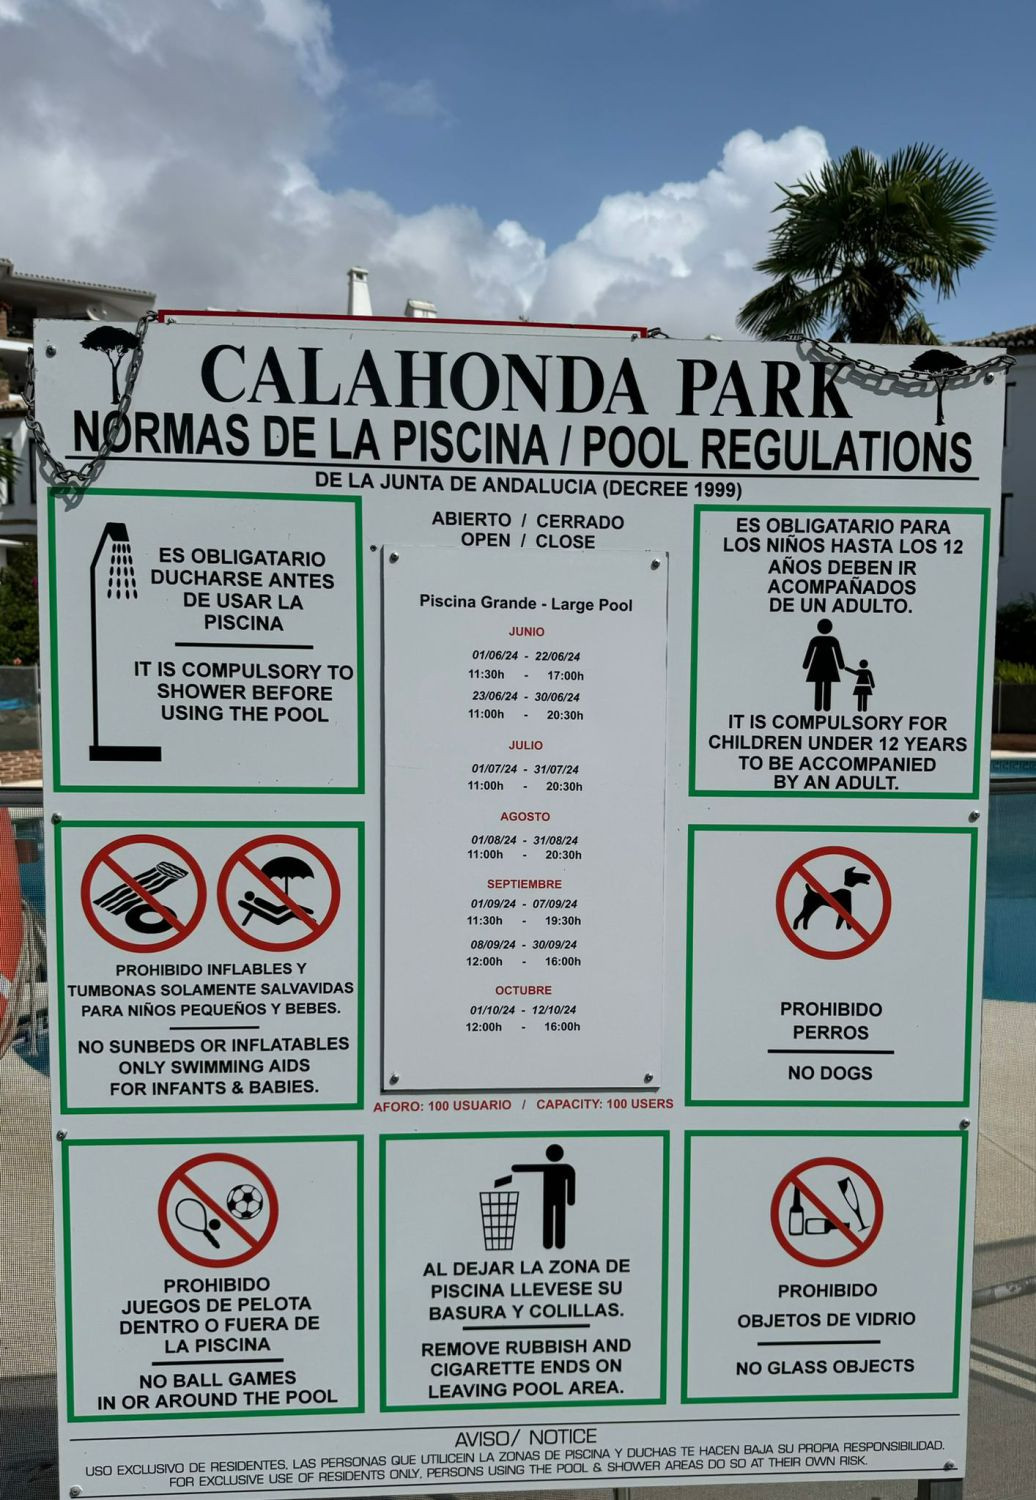 CALAHONDA PARK
NORMAS DE LA PISCINA / POOL REGULATIONS
DE LA JUNTA DE ANDALUCIA (DECREE 1999)
ES OBLIGATARIO
DUCHARSE ANTES
DE USAR LA
PISCINA
IT IS COMPULSORY TO
SHOWER BEFORE
USING THE POOL
ABIERTO / CERRADO
OPEN / CLOSE
Piscina Grande - Large Pool
JUNIO
01/06/24 - 22/06/24
11:30h - 17:00h
23/06/24 - 30/06/24
11:00h - 20:30h
JULIO
01/07/24 - 31/07/24
11:00h - 20:30h
AGOSTO
01/08/24 - 31/08/24
11:00h - 20:30h
SEPTIEMBRE
01/09/24 - 07/09/24
11:30h - 19:30h
08/09/24 - 30/09/24
12:00h - 16:00h
OCTUBRE
01/10/24 - 12/10/24
12:00h - 16:00h
AFORO: 100 USUARIO / CAPACITY: 100 USERS
ES OBLIGATARIO PARA
LOS NIÑOS HASTA LOS 12
AÑOS DEBEN IR
ACOMPAÑADOS
DE UN ADULTO.
IT IS COMPULSORY FOR
CHILDREN UNDER 12 YEARS
TO BE ACCOMPANIED
BY AN ADULT.
PROHIBIDO INFLABLES Y
TUMBONAS SOLAMENTE SALVAVIDAS
PARA NIÑOS PEQUEÑOS Y BEBES.
NO SUNBEDS OR INFLATABLES
ONLY SWIMMING AIDS
FOR INFANTS & BABIES.
PROHIBIDO
PERROS
NO DOGS
PROHIBIDO
JUEGOS DE PELOTA
DENTRO O FUERA DE
LA PISCINA
NO BALL GAMES
IN OR AROUND THE POOL
AL DEJAR LA ZONA DE
PISCINA LLEVESE SU
BASURA Y COLILLAS.
REMOVE RUBBISH AND
CIGARETTE ENDS ON
LEAVING POOL AREA.
PROHIBIDO
OBJETOS DE VIDRIO
NO GLASS OBJECTS
AVISO/ NOTICE
USO EXCLUSIVO DE RESIDENTES, LAS PERSONAS QUE UTILICEIN LA ZONAS DE PISCINA Y DUCHAS TE HACEN BAJA SU PROPIA RESPONSIBILIDAD.
FOR EXCLUSIVE USE OF RESIDENTS ONLY, PERSONS USING THE POOL & SHOWER AREAS DO SO AT THEIR OWN RISK.